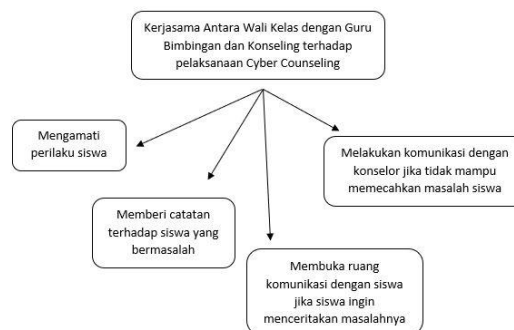 Kerjasama Antara Wali Kelas dengan Guru
Bimbingan dan Konseling terhadap
pelaksanaan Cyber Counseling
Mengamati
perilaku siswa
Memberi catatan
terhadap siswa yang
bermasalah
Membuka ruang
komunikasi dengan siswa
jika siswa ingin
menceritakan masalahnya
Melakukan komunikasi dengan
konselor jika tidak mampu
memecahkan masalah siswa